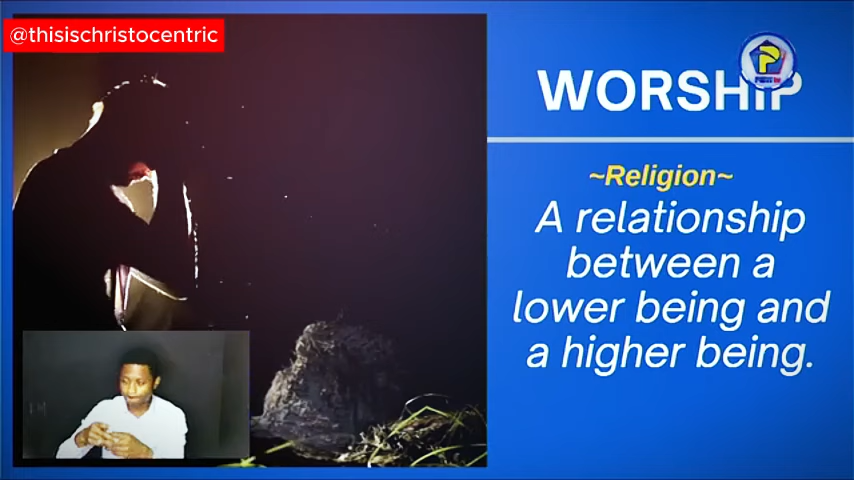 @thisischristocentric
WORSHIP
~Religion~
A relationship
between a
lower being and
a higher being.